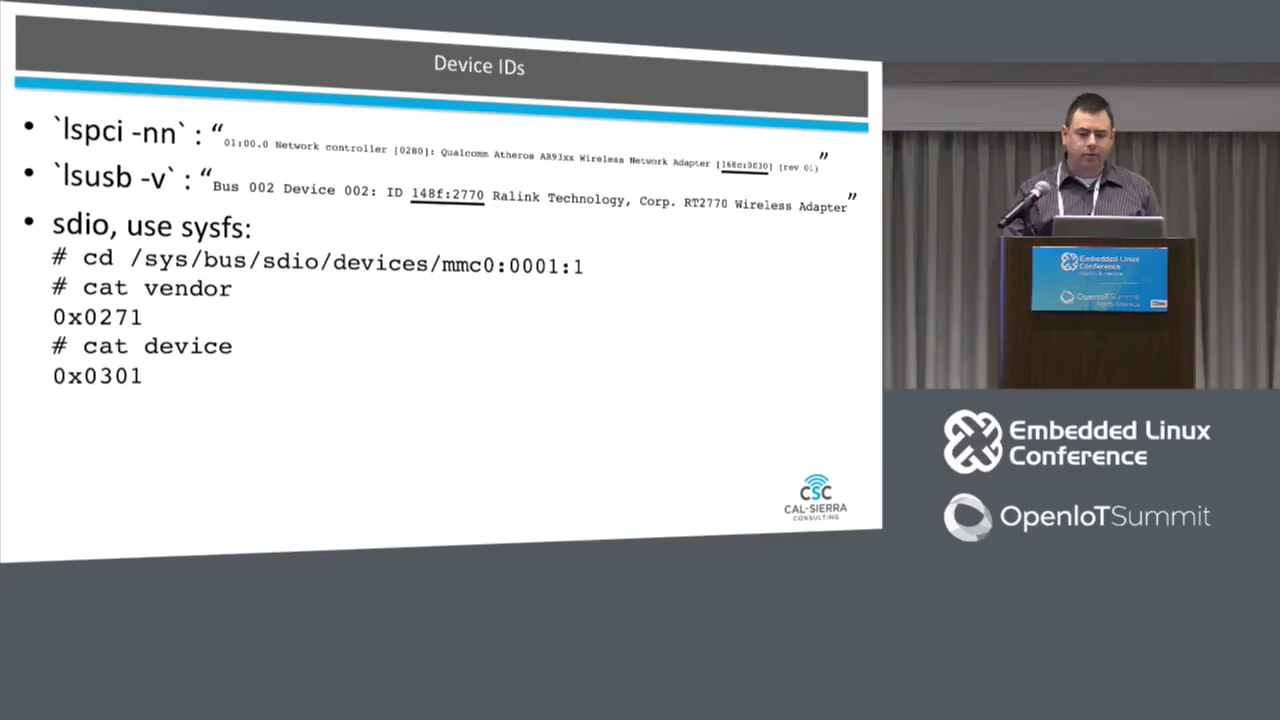 Device IDs
• `lspci -nn` : “01:00.0 Network controller [0280]: Qualcomm Atheros AR93xx Wireless Network Adapter [168c:0030] (rev 01)”
• `lsusb -v` : “Bus 002 Device 002: ID 148f:2770 Ralink Technology, Corp. RT2770 Wireless Adapter”
• sdio, use sysfs:
# cd /sys/bus/sdio/devices/mmc0:0001:1
# cat vendor
0x0271
# cat device
0x0301
CSC
CAL-SIERRA
CONSULTING
Embedded Linux
Conference
OpenIoTSummit
Embedded Linux
Conference
OpenIoTSummit